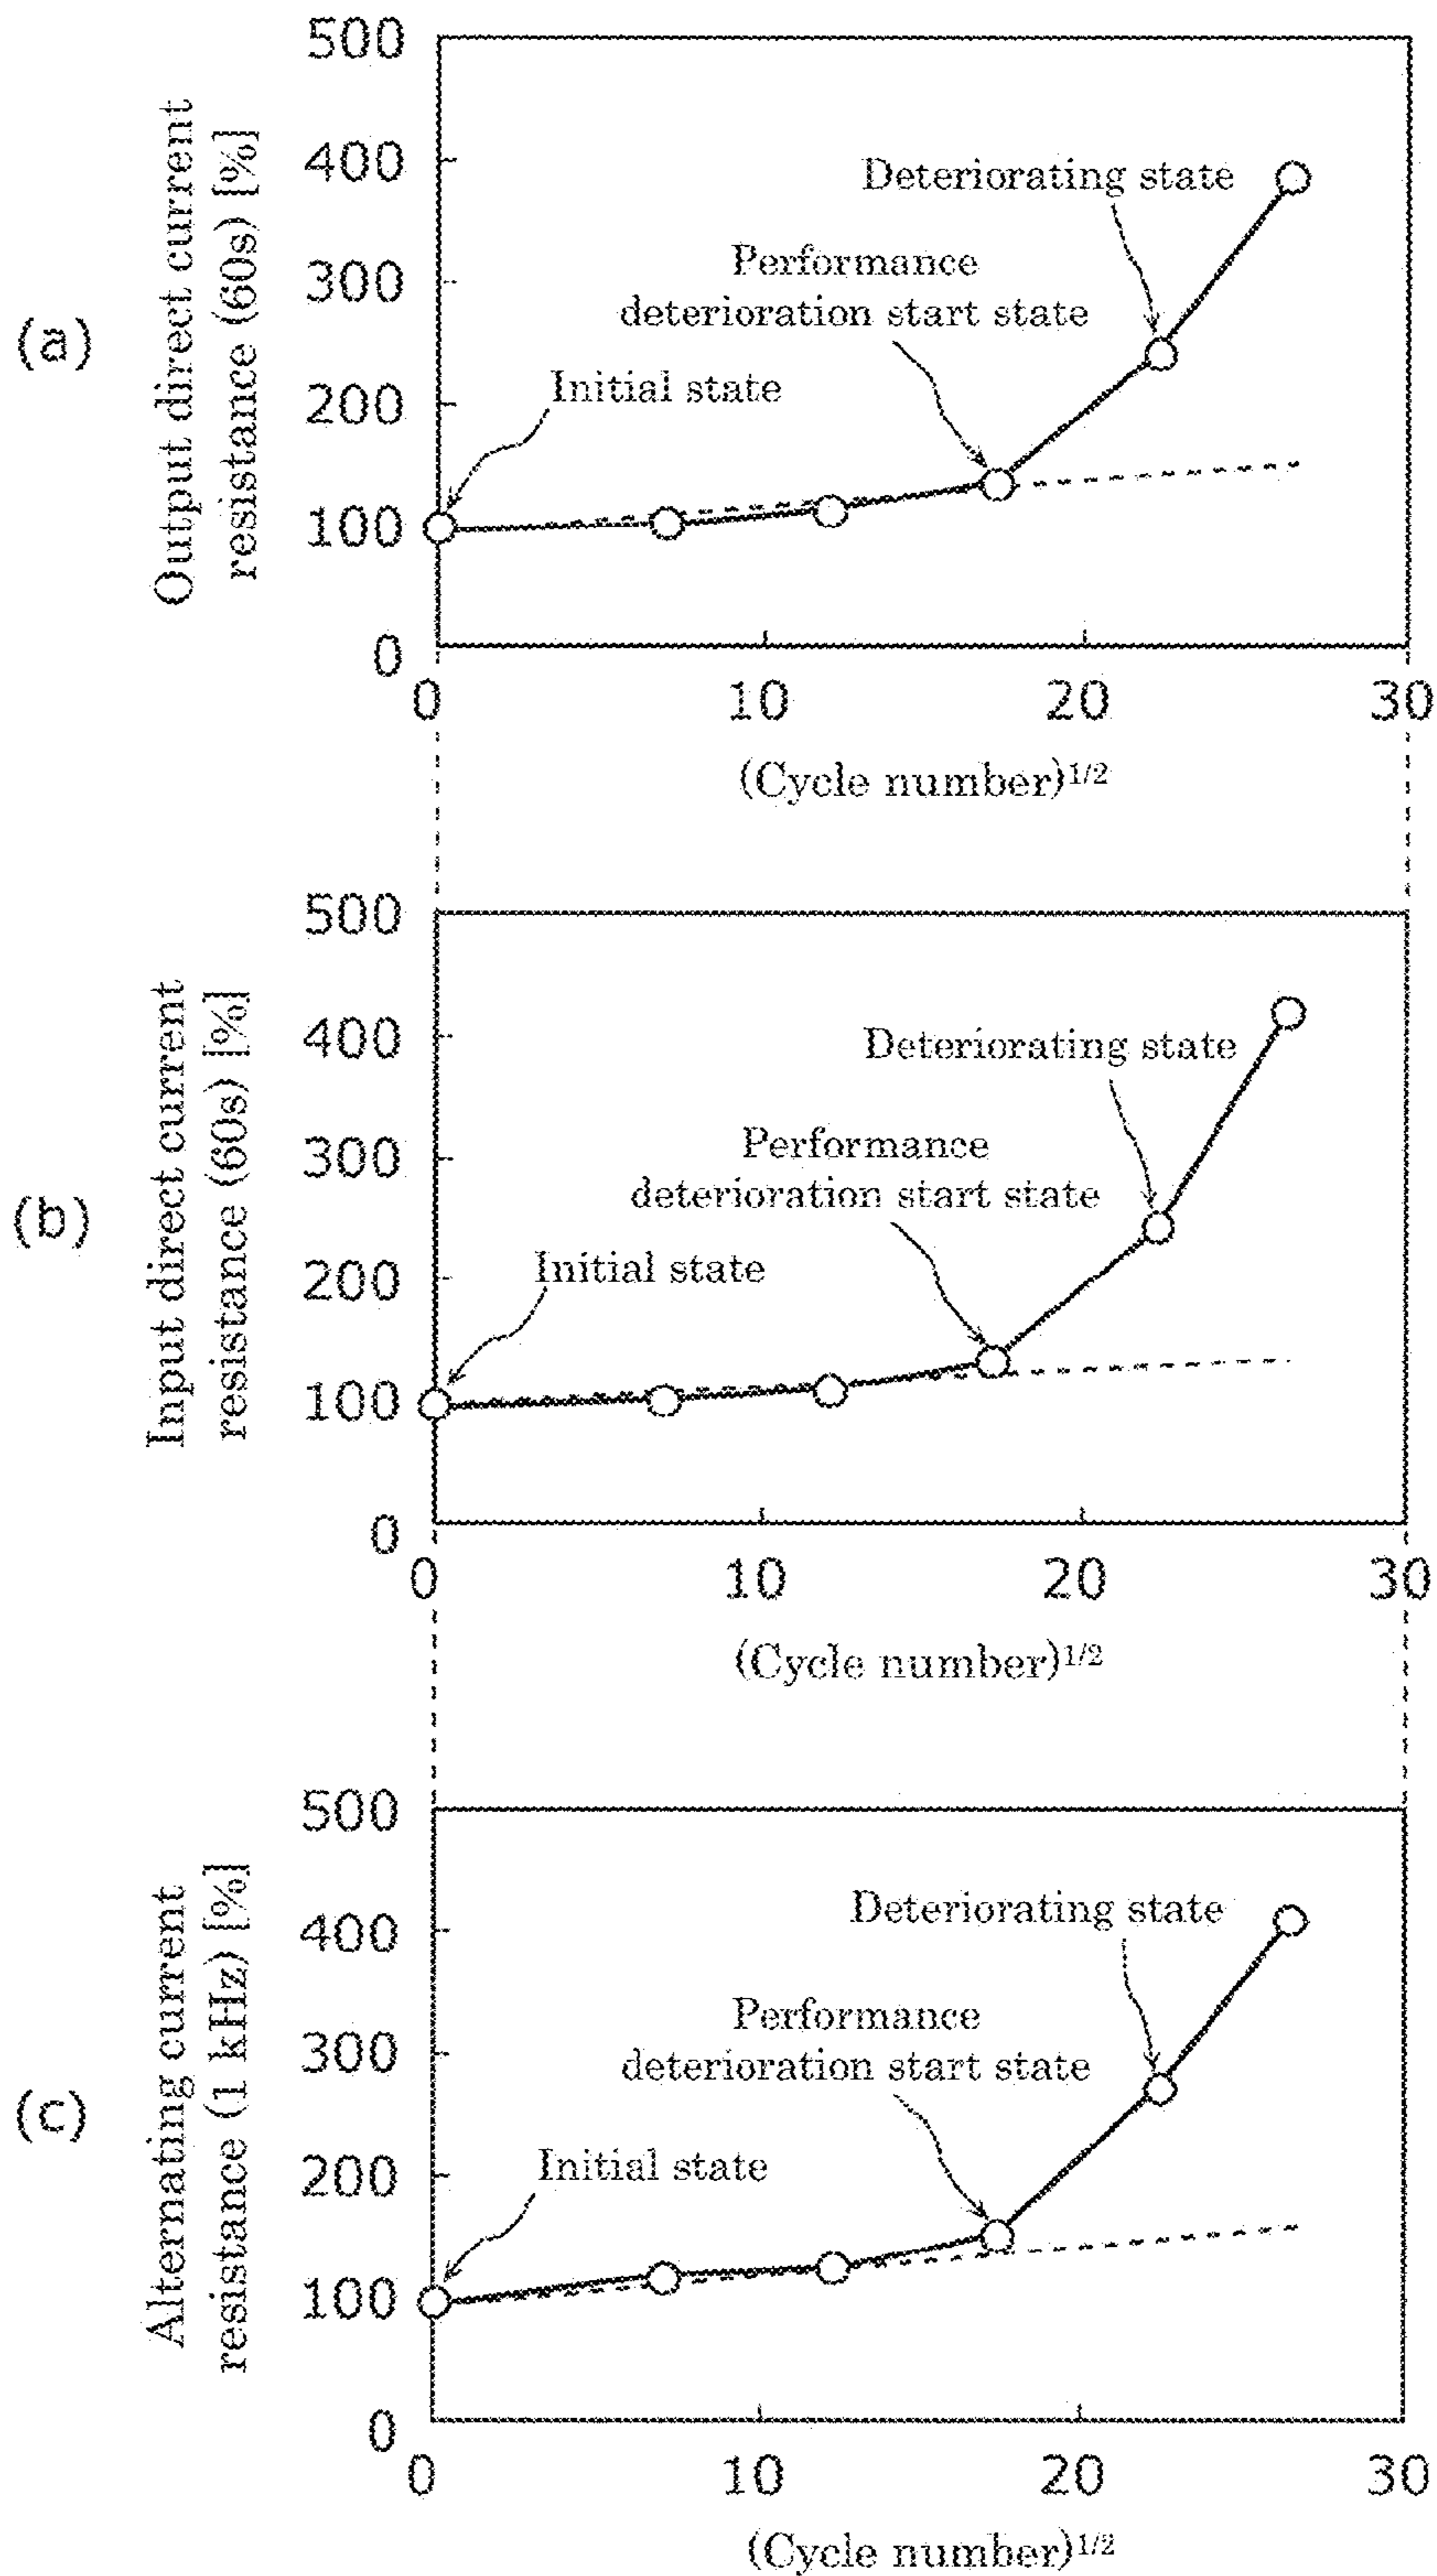 (a)
Output direct current
resistance (60s) [%]
500
400
300
200
100
0
Deteriorating state
Performance
deterioration start state
Initial state
0 10 20 30
(Cycle number)1/2
(b)
Input direct current
resistance (60s) [%]
500
400
300
200
100
0
Deteriorating state
Performance
deterioration start state
Initial state
0 10 20 30
(Cycle number)1/2
(c)
Alternating current
resistance (1 kHz) [%]
500
400
300
200
100
0
Deteriorating state
Performance
deterioration start state
Initial state
0 10 20 30
(Cycle number)1/2